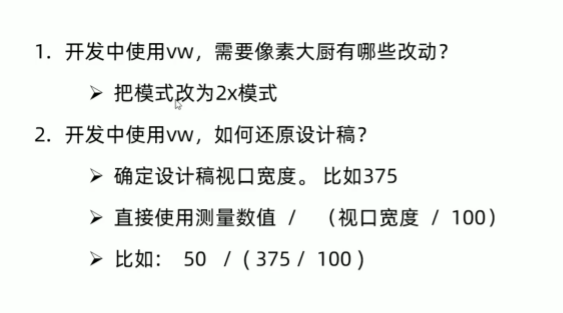 1. 开发中使用vw，需要像素大厨有哪些改动？
➢ 把模式改为2x模式
2. 开发中使用vw，如何还原设计稿？
➢ 确定设计稿视口宽度。 比如375
➢ 直接使用测量数值 / （视口宽度 / 100）
➢ 比如： 50 / ( 375 / 100 )